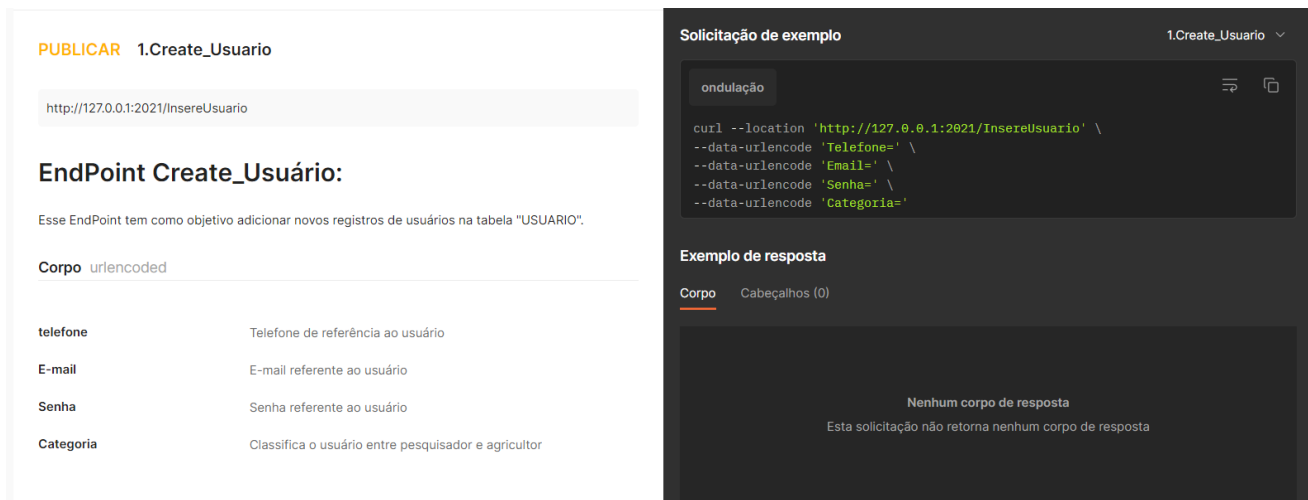 PUBLICAR 1.Create_Usuario
http://127.0.0.1:2021/InsereUsuario
EndPoint Create_Usuário:
Esse EndPoint tem como objetivo adicionar novos registros de usuários na tabela "USUARIO".
Corpo urlencoded
telefone Telefone de referência ao usuário
E-mail E-mail referente ao usuário
Senha Senha referente ao usuário
Categoria Classifica o usuário entre pesquisador e agricultor
Solicitação de exemplo 1.Create_Usuario
ondulação
curl --location 'http://127.0.0.1:2021/InsereUsuario' \
--data-urlencode 'Telefone=' \
--data-urlencode 'Email=' \
--data-urlencode 'Senha=' \
--data-urlencode 'Categoria='
Exemplo de resposta
Corpo Cabeçalhos (0)
Nenhum corpo de resposta
Esta solicitação não retorna nenhum corpo de resposta